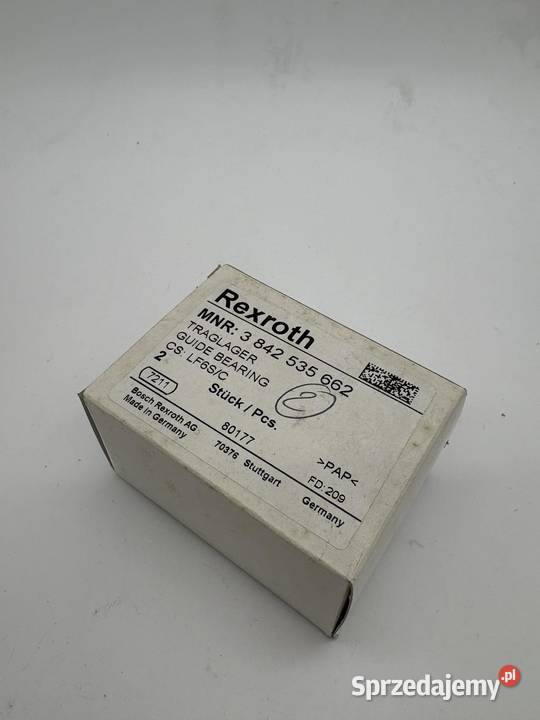 Rexroth
MNR: 3 842 535 662
TRAGLAGER
GUIDE BEARING
CS: LF6S/C
2 Stück / Pcs.
2
7211
80177
>PAP<
Bosch Rexroth AG
Made in Germany
70376 Stuttgart
FD: 209
Germany
Sprzedajemy.pl